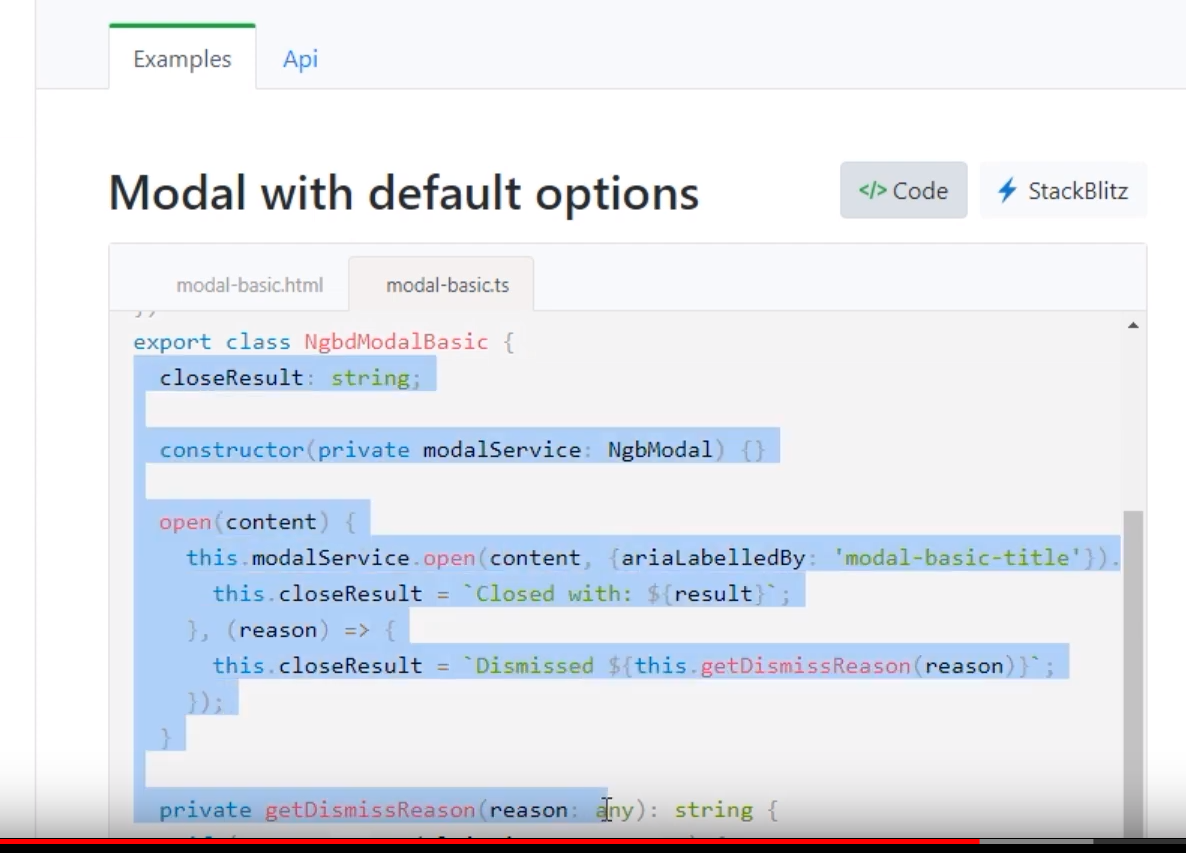 Examples Api
Modal with default options
</> Code StackBlitz
modal-basic.html modal-basic.ts
})
export class NgbdModalBasic {
closeResult: string;
constructor(private modalService: NgbModal) {}
open(content) {
this.modalService.open(content, {ariaLabelledBy: 'modal-basic-title'}).
this.closeResult = `Closed with: ${result}`;
}, (reason) => {
this.closeResult = `Dismissed ${this.getDismissReason(reason)}`;
});
}
private getDismissReason(reason: any): string {